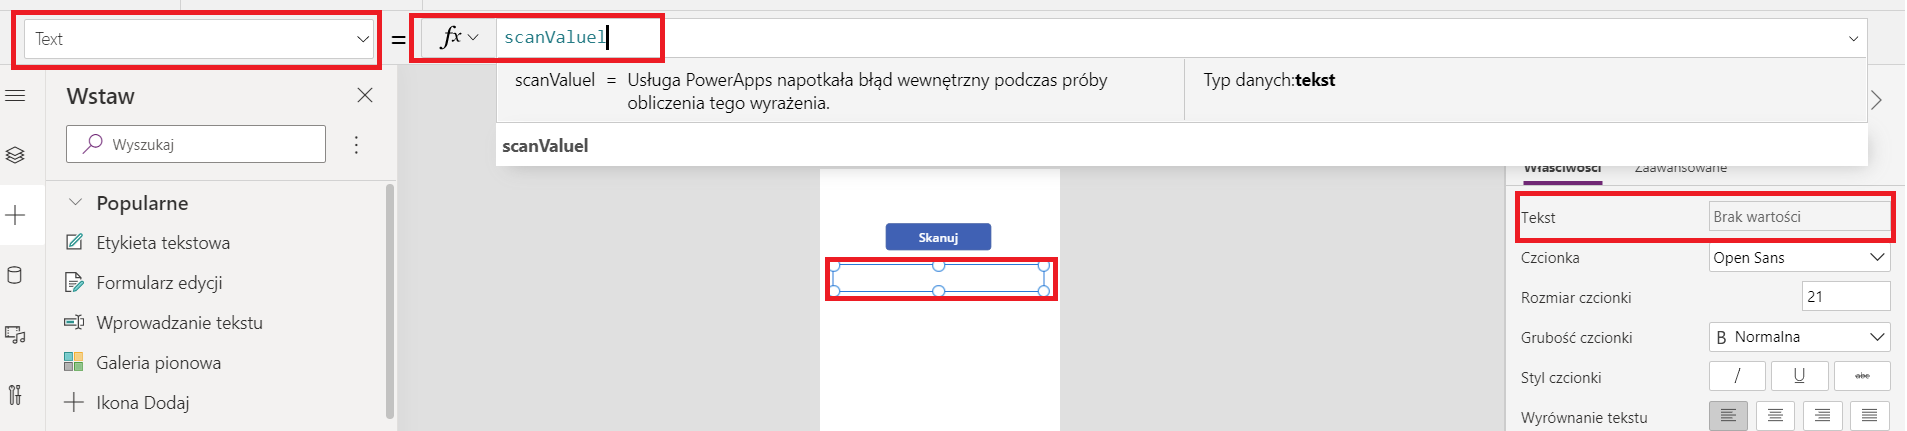 Text
=
fx
scanValuel
scanValuel = Usługa PowerApps napotkała błąd wewnętrzny podczas próby
obliczenia tego wyrażenia.
Typ danych:tekst
scanValuel
Wstaw
Wyszukaj
Popularne
Etykieta tekstowa
Formularz edycji
Wprowadzanie tekstu
Galeria pionowa
Ikona Dodaj
Skanuj
Właściwości Zaawansowane
Tekst Brak wartości
Czcionka Open Sans
Rozmiar czcionki 21
Grubość czcionki B Normalna
Styl czcionki / U abc
Wyrównanie tekstu